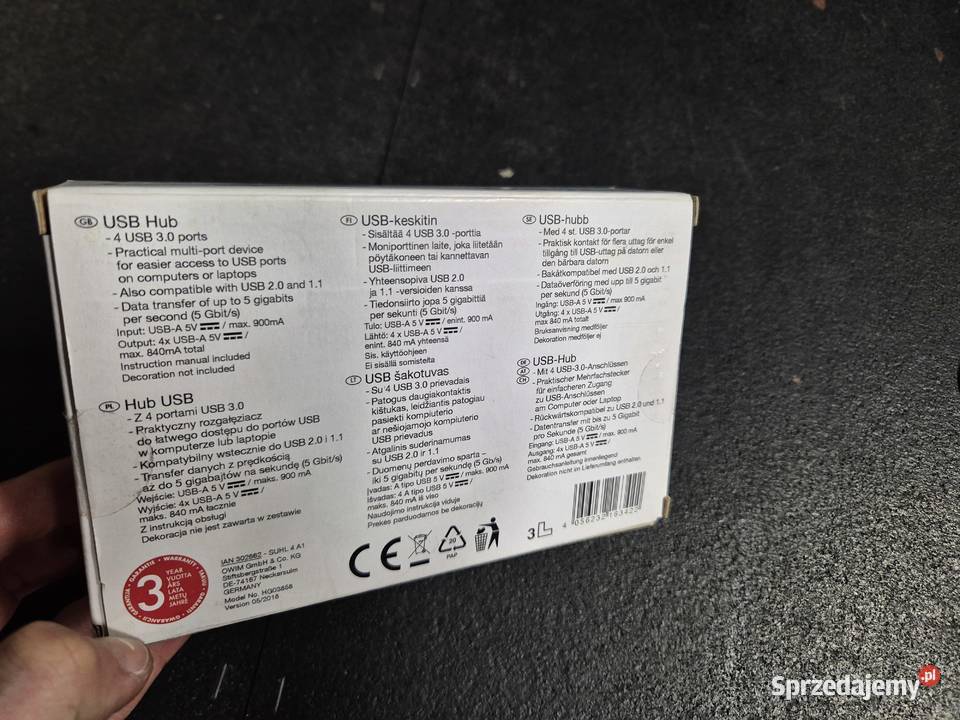 GB USB Hub
- 4 USB 3.0 ports
- Practical multi-port device
for easier access to USB ports
on computers or laptops
- Also compatible with USB 2.0 and 1.1
- Data transfer of up to 5 gigabits
per second (5 Gbit/s)
Input: USB-A 5V / max. 900mA
Output: 4x USB-A 5V /
max. 840mA total
Instruction manual included
Decoration not included
PL Hub USB
- Z 4 portami USB 3.0
- Praktyczny rozgałęziacz
do łatwego dostępu do portów USB
w komputerze lub laptopie
- Kompatybilny wstecznie do USB 2.0 i 1.1
- Transfer danych z prędkością
aż do 5 gigabajtów na sekundę (5 Gbit/s)
Wejście: USB-A 5 V / maks. 900 mA
Wyjście: 4x USB-A 5 V /
maks. 840 mA łącznie
Z instrukcją obsługi
Dekoracja nie jest zawarta w zestawie
FI USB-keskitin
- Sisältää 4 USB 3.0 -porttia
- Moniporttinen laite, joka liitetään
pöytäkoneen tai kannettavan
USB-liittimeen
- Yhteensopiva USB 2.0
ja 1.1 -versioiden kanssa
- Tiedonsiirto jopa 5 gigabittiä
per sekunti (5 Gbit/s)
Tulo: USB-A 5 V / enint. 900 mA
Lähtö: 4 x USB-A 5 V /
enint. 840 mA yhteensä
Sis. käyttöohjeen
Ei sisällä somisteita
LT USB šakotuvas
- Su 4 USB 3.0 prievadais
- Patogus daugiakontaktis
kištukas, leidžiantis patogiau
pasiekti kompiuterio
ar nešiojamojo kompiuterio
USB prievadus
- Atgalinis suderinamumas
su USB 2.0 ir 1.1
- Duomenų perdavimo sparta –
iki 5 gigabitų per sekundę (5 Gb/s)
Įvadas: A tipo USB 5 V / maks. 900 mA
Išvadas: 4 A tipo USB 5 V /
maks. 840 mA iš viso
Naudojimo instrukcija viduje
Prekės parduodamos be dekoracijų
SE USB-hubb
- Med 4 st. USB 3.0-portar
- Praktisk kontakt för flera uttag för enkel
tillgång till USB-uttag på datorn eller
den bärbara datorn
- Bakåtkompatibel med USB 2.0 och 1.1
- Dataöverföring med upp till 5 gigabit
per sekund (5 Gbit/s)
Ingång: USB-A 5 V / max 900 mA
Utgång: 4 x USB-A 5 V /
max 840 mA totalt
Bruksanvisning medföljer
Dekoration medföljer ej
DE AT CH USB-Hub
- Mit 4 USB-3.0-Anschlüssen
- Praktischer Mehrfachstecker
für einfacheren Zugang
zu USB-Anschlüssen
am Computer oder Laptop
- Rückwärtskompatibel zu USB 2.0 und 1.1
- Datentransfer mit bis zu 5 Gigabit
pro Sekunde (5 Gbit/s)
Eingang: USB-A 5 V / max. 900 mA
Ausgang: 4x USB-A 5 V /
max. 840 mA gesamt
Gebrauchsanleitung innenliegend
Dekoration nicht im Lieferumfang enthalten
3
YEAR
VUOTTA
ÅRS
LATA
METŲ
JAHRE
WARRANTY
TAKUU
GARANTI
GWARANCJI
GARANTIJA
GARANTIE
IAN 302662 - SUHL 4 A1
OWIM GmbH & Co. KG
Stiftsbergstraße 1
DE-74167 Neckarsulm
GERMANY
Model No. HG03858
Version 05/2018
CE
20
PAP
3
Sprzedajemy.pl